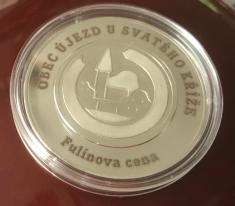 OBEC ÚJEZD U SVATÉHO KŘÍŽE
Fulínova cena